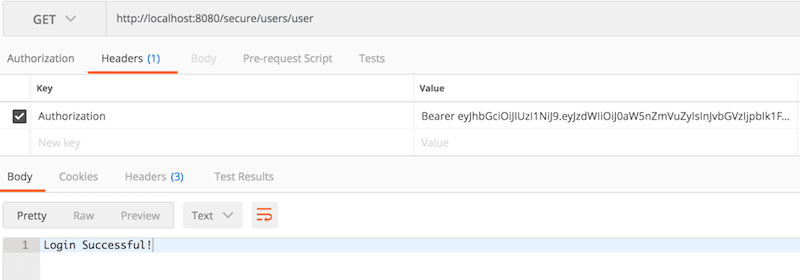 GET http://localhost:8080/secure/users/user
Authorization Headers (1) Body Pre-request Script Tests
Key Value
Authorization Bearer eyJhbGciOiJIUzI1NiJ9.eyJzdWIiOiJ0aW5nZmVuZyIsInJvbGVzIjpbIk1F...
New key Value
Body Cookies Headers (3) Test Results
Pretty Raw Preview Text
1 Login Successful!